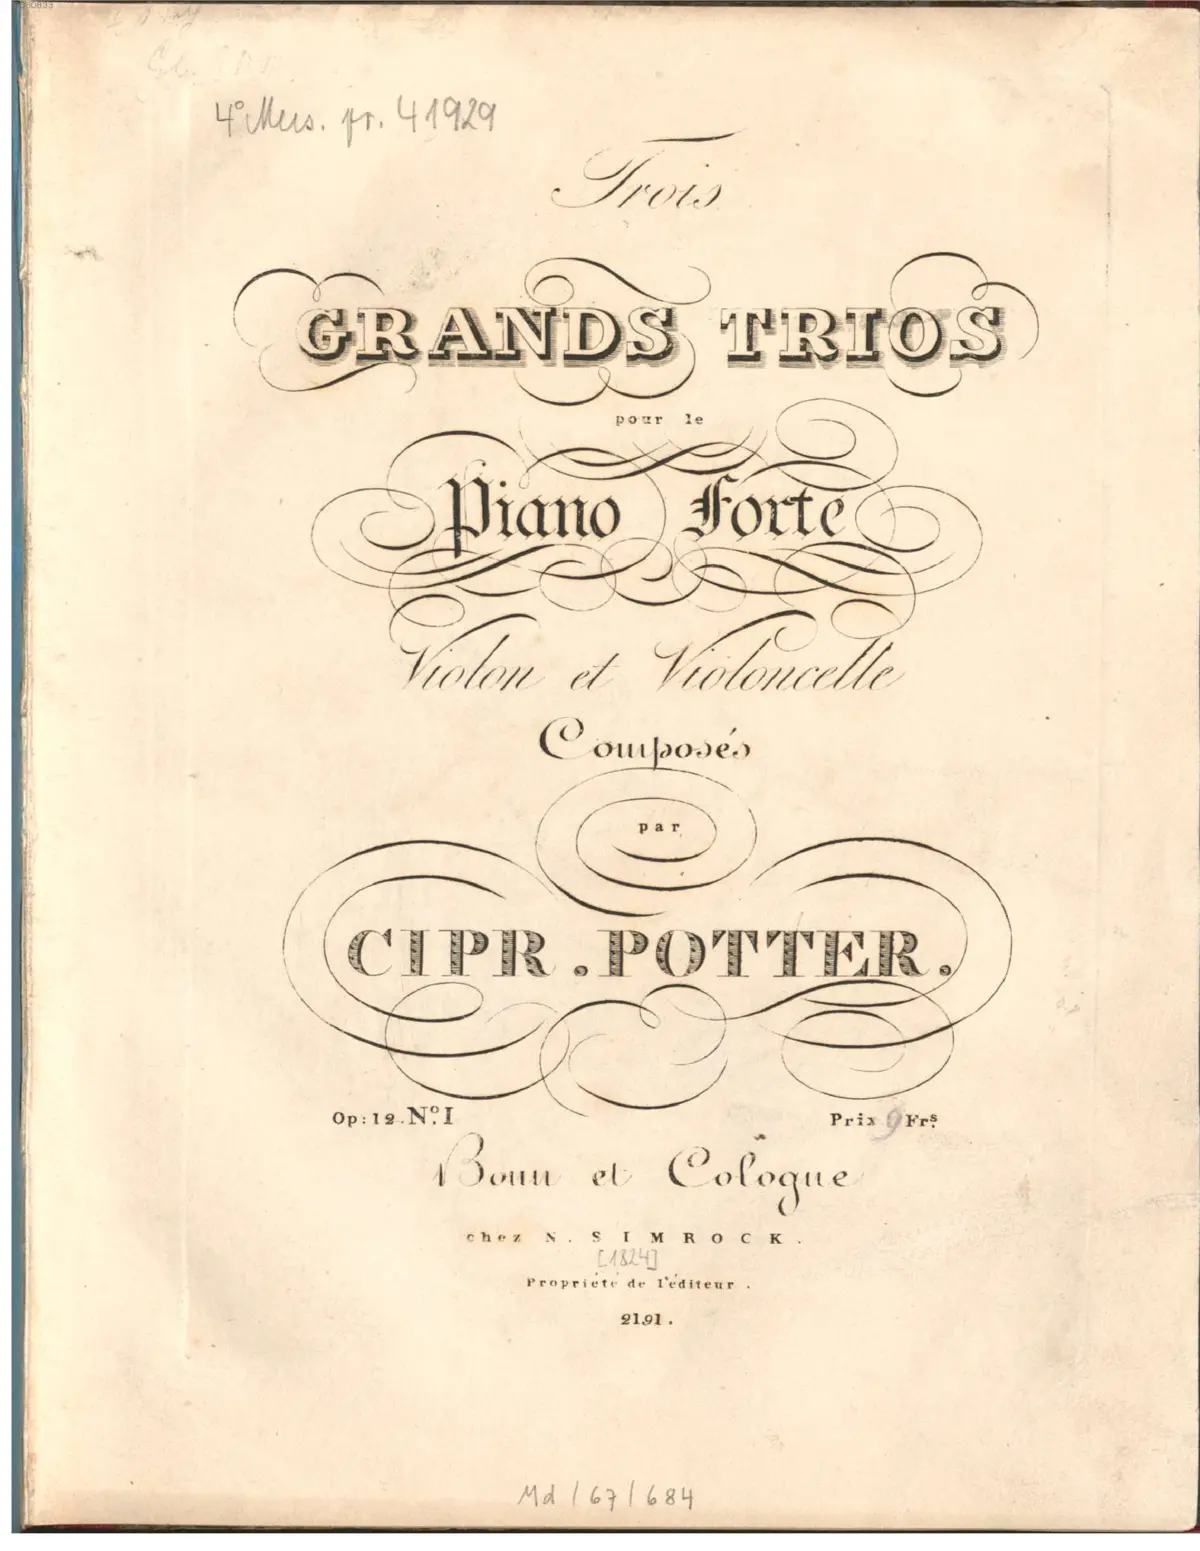 4° Mus. pr. 41929
Trois
GRANDS TRIOS
pour le
Piano Forte
Violon et Violoncelle
Composés
par
CIPR. POTTER.
Op: 12. Nº. I
Prix 9 Frs.
Bonn et Cologne
chez N. SIMROCK.
[1824]
Propriété de l'éditeur.
2191.
Md / 67 / 684